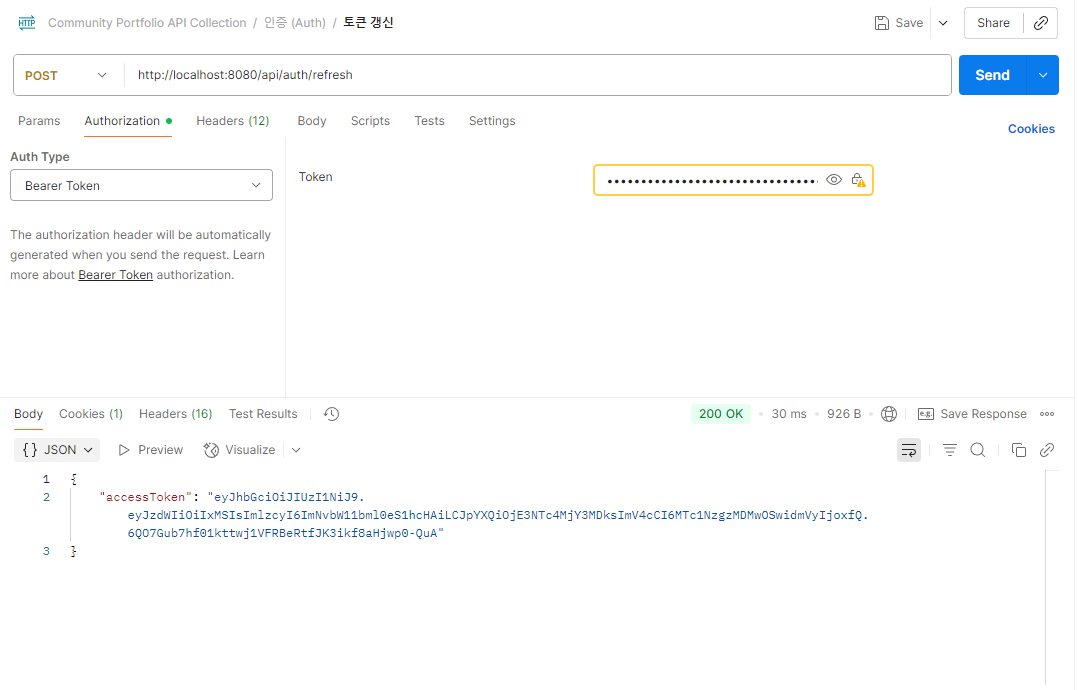 HTTP Community Portfolio API Collection / 인증 (Auth) / 토큰 갱신 Save Share
POST http://localhost:8080/api/auth/refresh Send
Params Authorization Headers (12) Body Scripts Tests Settings Cookies
Auth Type
Bearer Token
Token
The authorization header will be automatically
generated when you send the request. Learn
more about Bearer Token authorization.
Body Cookies (1) Headers (16) Test Results 200 OK 30 ms 926 B e.g. Save Response
{} JSON Preview Visualize
1 {
2 "accessToken": "eyJhbGciOiJIUzI1NiJ9.
eyJzdWIiOiIxMSIsImlzcyI6ImNvbW11bml0eS1hcHAiLCJpYXQiOjE3NTc4MjY3MDksImV4cCI6MTc1NzgzMDMwOSwidmVyIjoxfQ.
6QO7Gub7hf01kttwj1VFRBeRtfJK3ikf8aHjwp0-QuA"
3 }